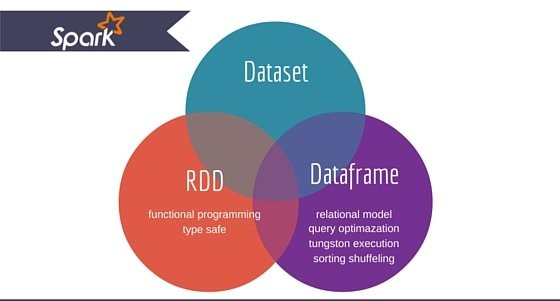 Spark
Dataset
RDD
functional programming
type safe
Dataframe
relational model
query optimazation
tungston execution
sorting shuffeling